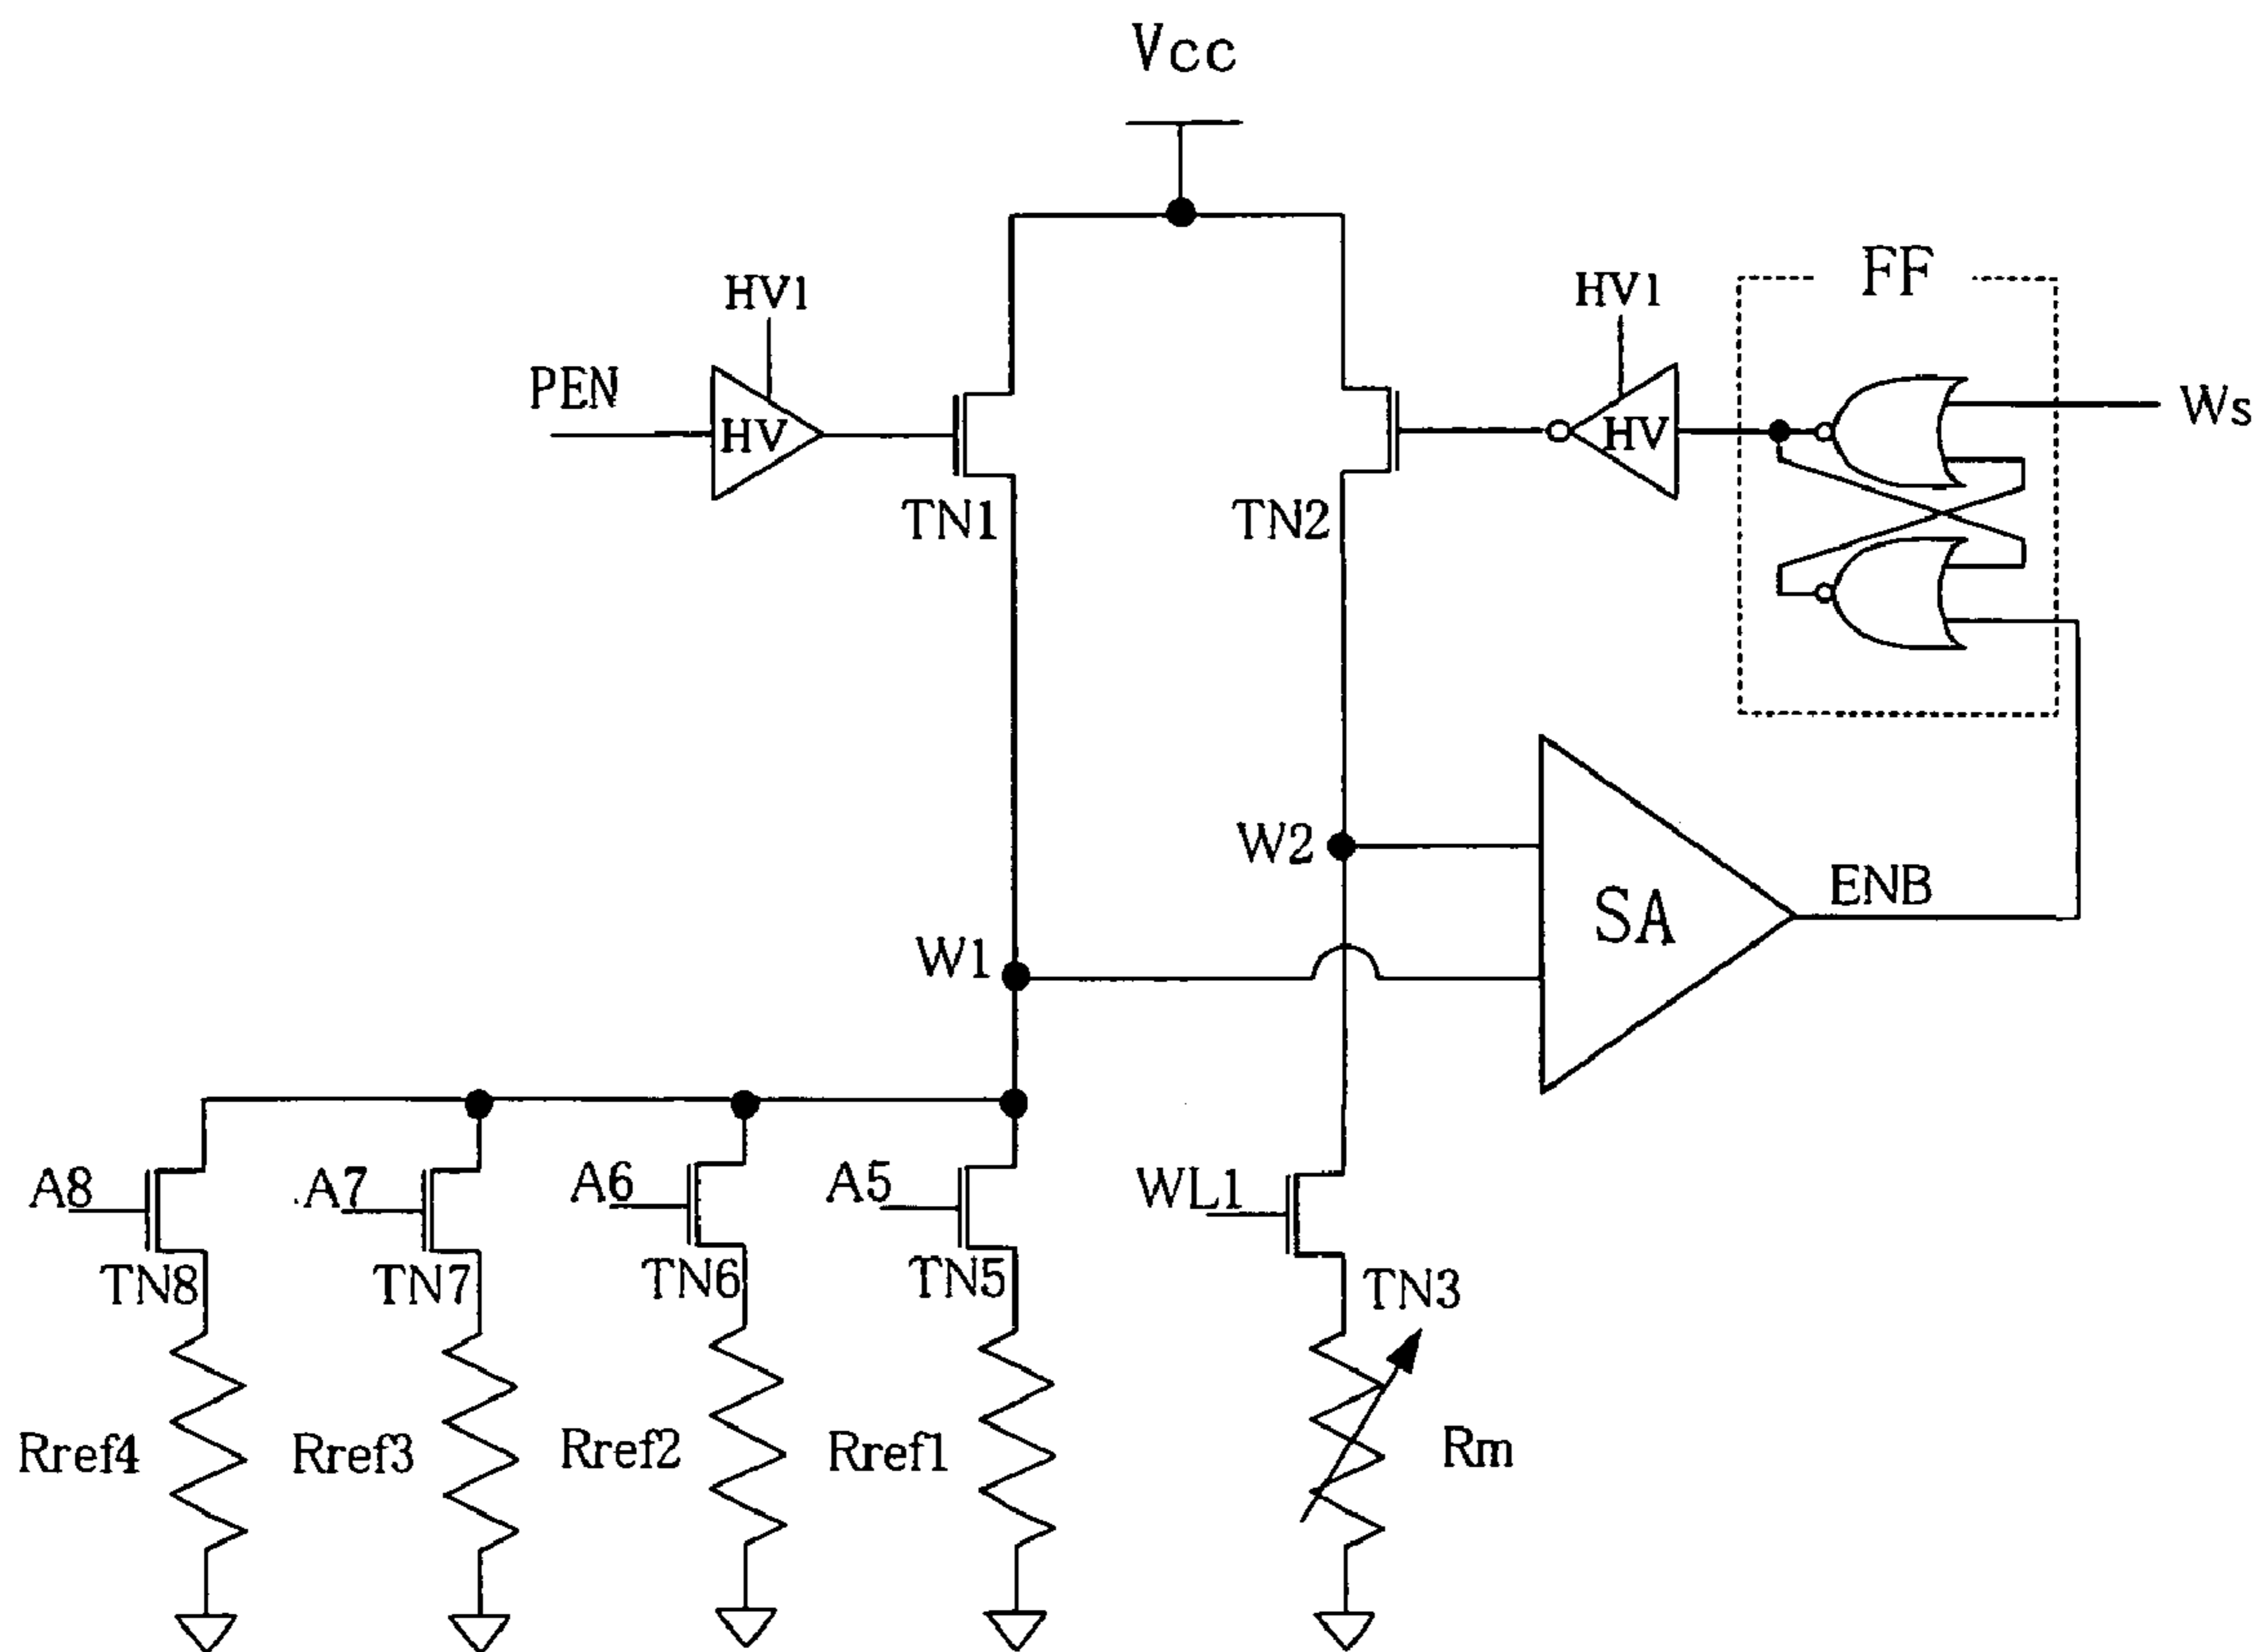 Vcc
HV1
HV1
FF
PEN
HV
HV
Ws
TN1
TN2
W2
ENB
SA
W1
A8
A7
A6
A5
WL1
TN8
TN7
TN6
TN5
TN3
Rref4
Rref3
Rref2
Rref1
Rm